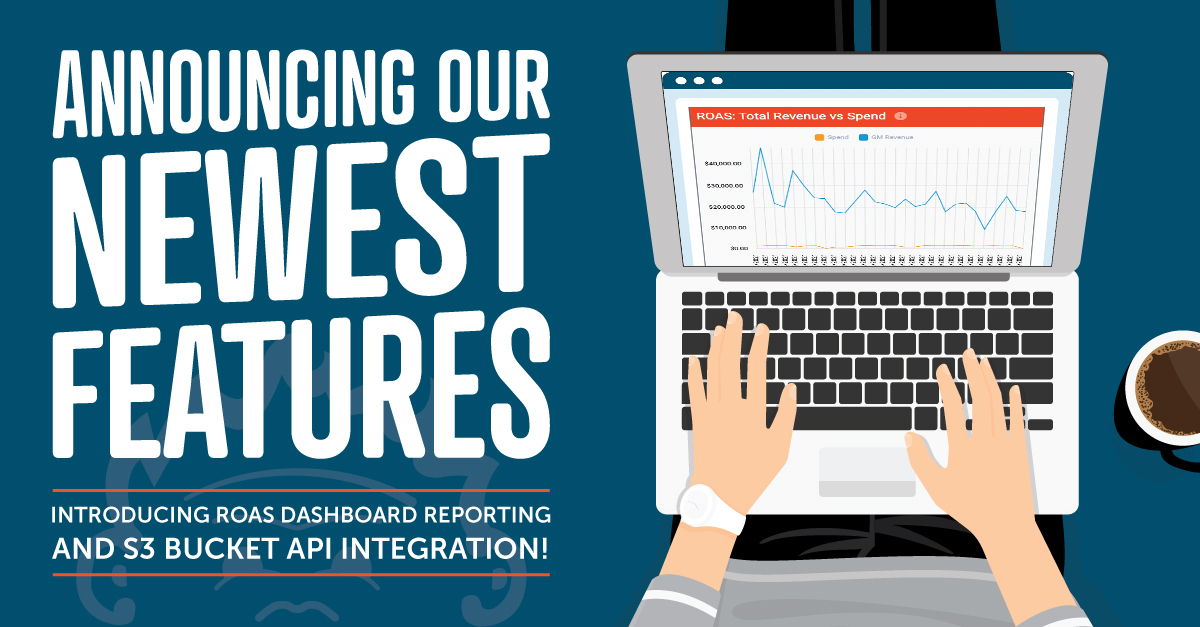 ANNOUNCING OUR
NEWEST
FEATURES
INTRODUCING ROAS DASHBOARD REPORTING
AND S3 BUCKET API INTEGRATION!
ROAS: Total Revenue vs Spend
Spend
GM Revenue
$40,000.00
$30,000.00
$20,000.00
$10,000.00
$0.00